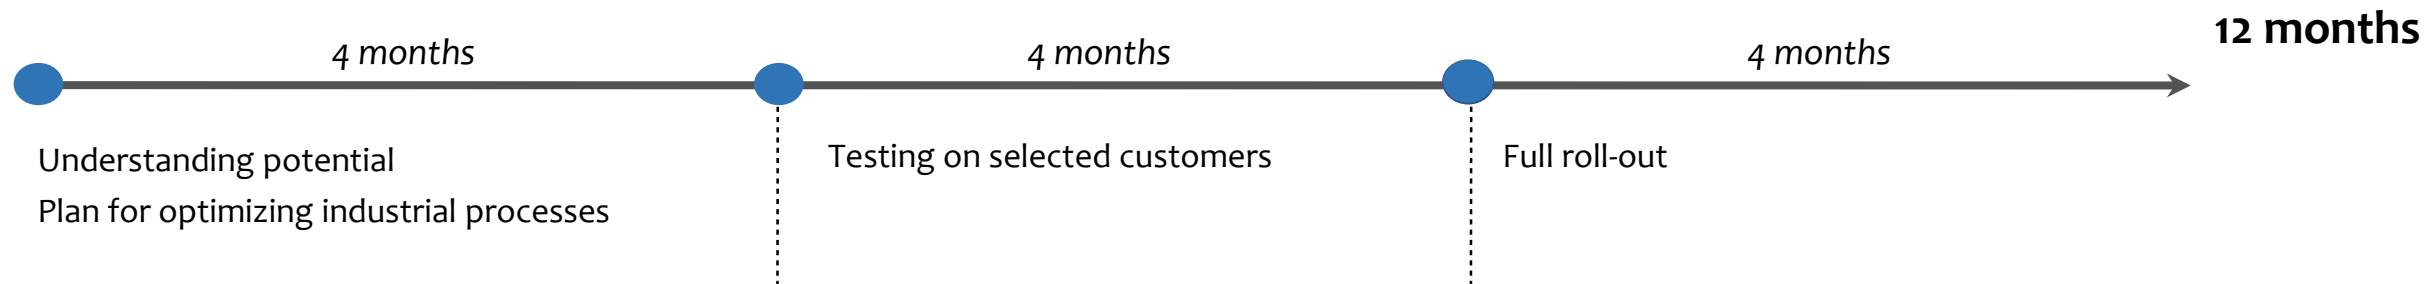 12 months
4 months
4 months
4 months
Understanding potential
Plan for optimizing industrial processes
Testing on selected customers
Full roll-out